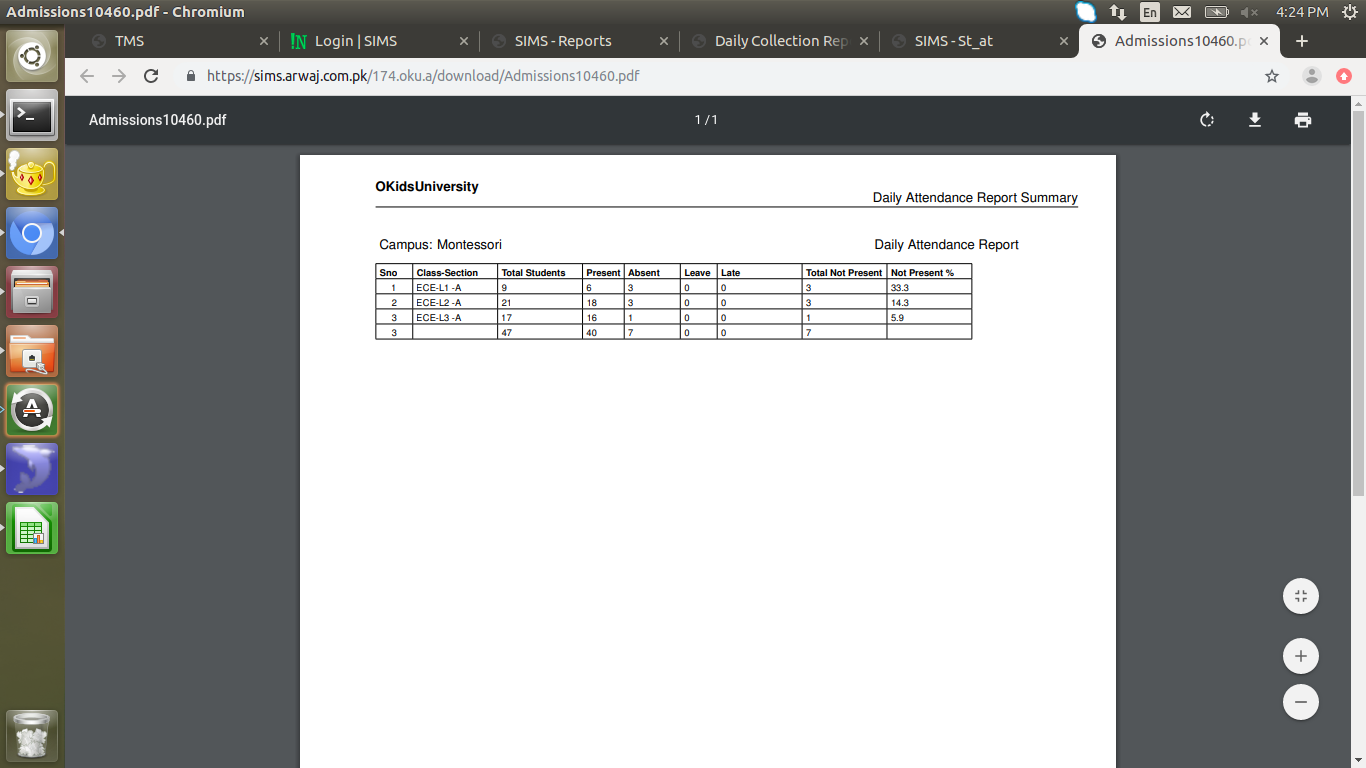 Admissions10460.pdf - Chromium En 4:24 PM
TMS Login | SIMS SIMS - Reports Daily Collection Rep SIMS - St_at Admissions10460.p
https://sims.arwaj.com.pk/174.oku.a/download/Admissions10460.pdf
Admissions10460.pdf 1 / 1
OKidsUniversity
Daily Attendance Report Summary
Campus: Montessori Daily Attendance Report
Sno Class-Section Total Students Present Absent Leave Late Total Not Present Not Present %
1 ECE-L1 -A 9 6 3 0 0 3 33.3
2 ECE-L2 -A 21 18 3 0 0 3 14.3
3 ECE-L3 -A 17 16 1 0 0 1 5.9
3 47 40 7 0 0 7